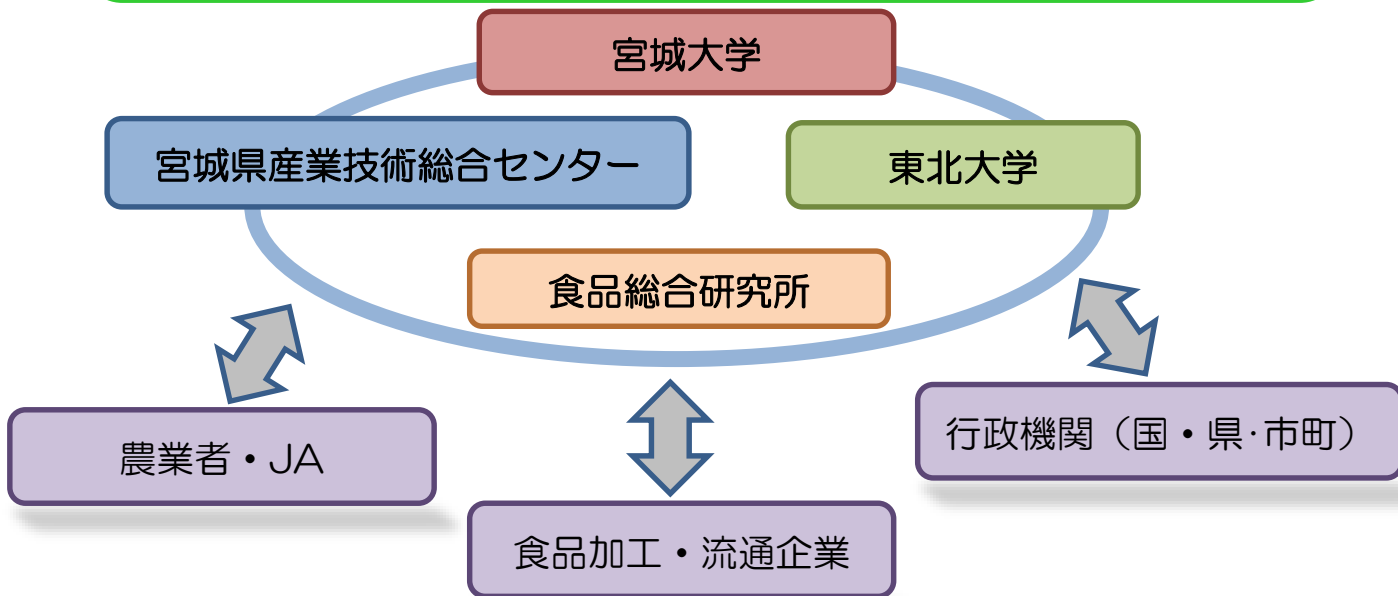 宮城大学
宮城県産業技術総合センター
東北大学
食品総合研究所
農業者・JA
行政機関（国・県・市町）
食品加工・流通企業